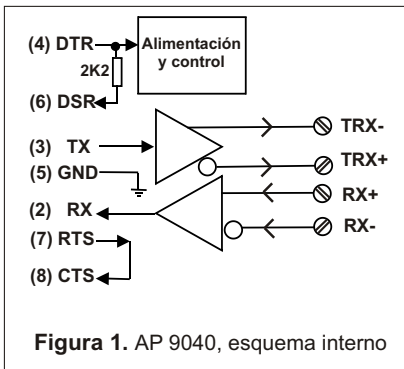 (4) DTR
Alimentación
y control
2K2
(6) DSR
TRX-
(3) TX
TRX+
(5) GND
RX+
(2) RX
RX-
(7) RTS
(8) CTS
Figura 1. AP 9040, esquema interno